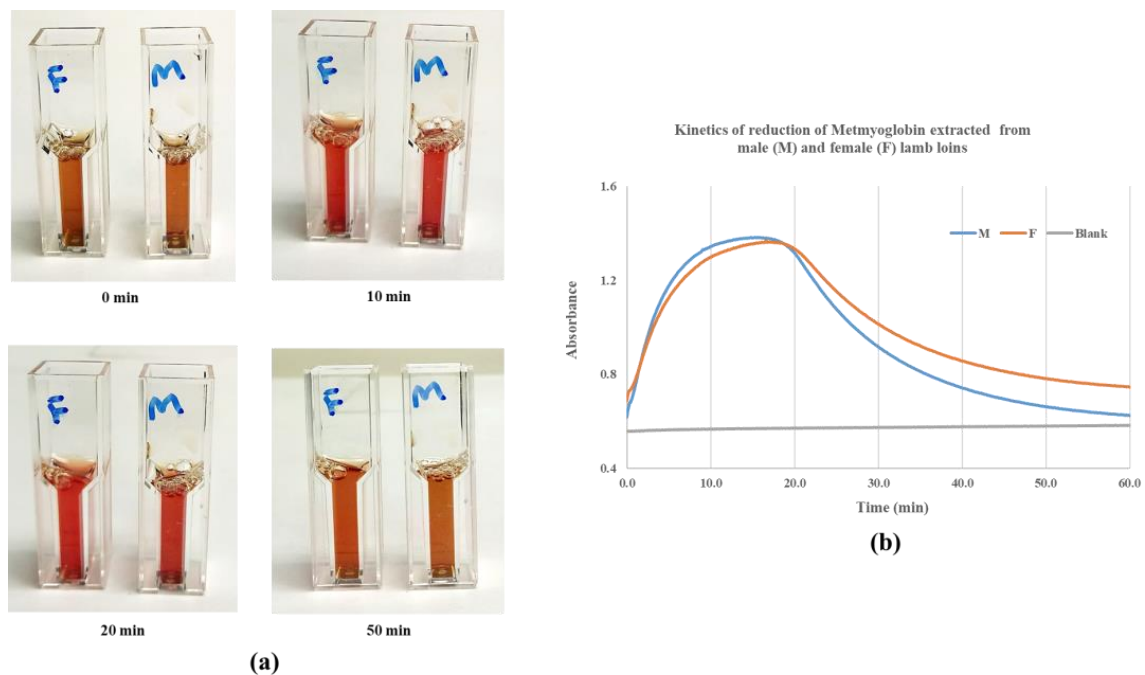 F M
0 min
F M
10 min
F M
20 min
F M
50 min
(a)
Kinetics of reduction of Metmyoglobin extracted from
male (M) and female (F) lamb loins
1.6
1.2
0.8
0.4
Absorbance
M F Blank
0.0 10.0 20.0 30.0 40.0 50.0 60.0
Time (min)
(b)